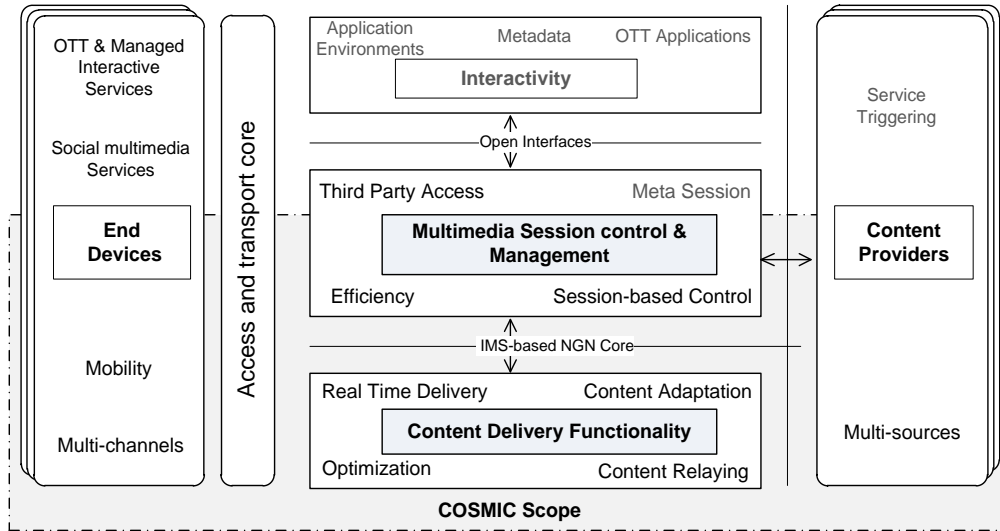 OTT & Managed
Interactive
Services
Social multimedia
Services
End
Devices
Mobility
Multi-channels
Access and transport core
Application
Environments
Metadata
OTT Applications
Interactivity
Open Interfaces
Third Party Access
Meta Session
Multimedia Session control &
Management
Efficiency
Session-based Control
IMS-based NGN Core
Real Time Delivery
Content Adaptation
Content Delivery Functionality
Optimization
Content Relaying
Service
Triggering
Content
Providers
Multi-sources
COSMIC Scope